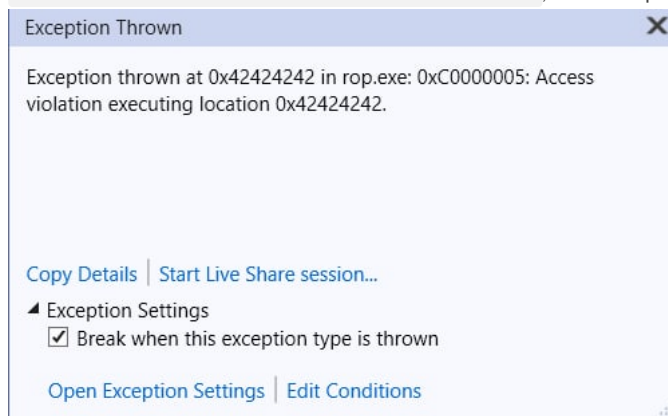 Exception Thrown
Exception thrown at 0x42424242 in rop.exe: 0xC0000005: Access
violation executing location 0x42424242.
Copy Details | Start Live Share session...
Exception Settings
Break when this exception type is thrown
Open Exception Settings | Edit Conditions